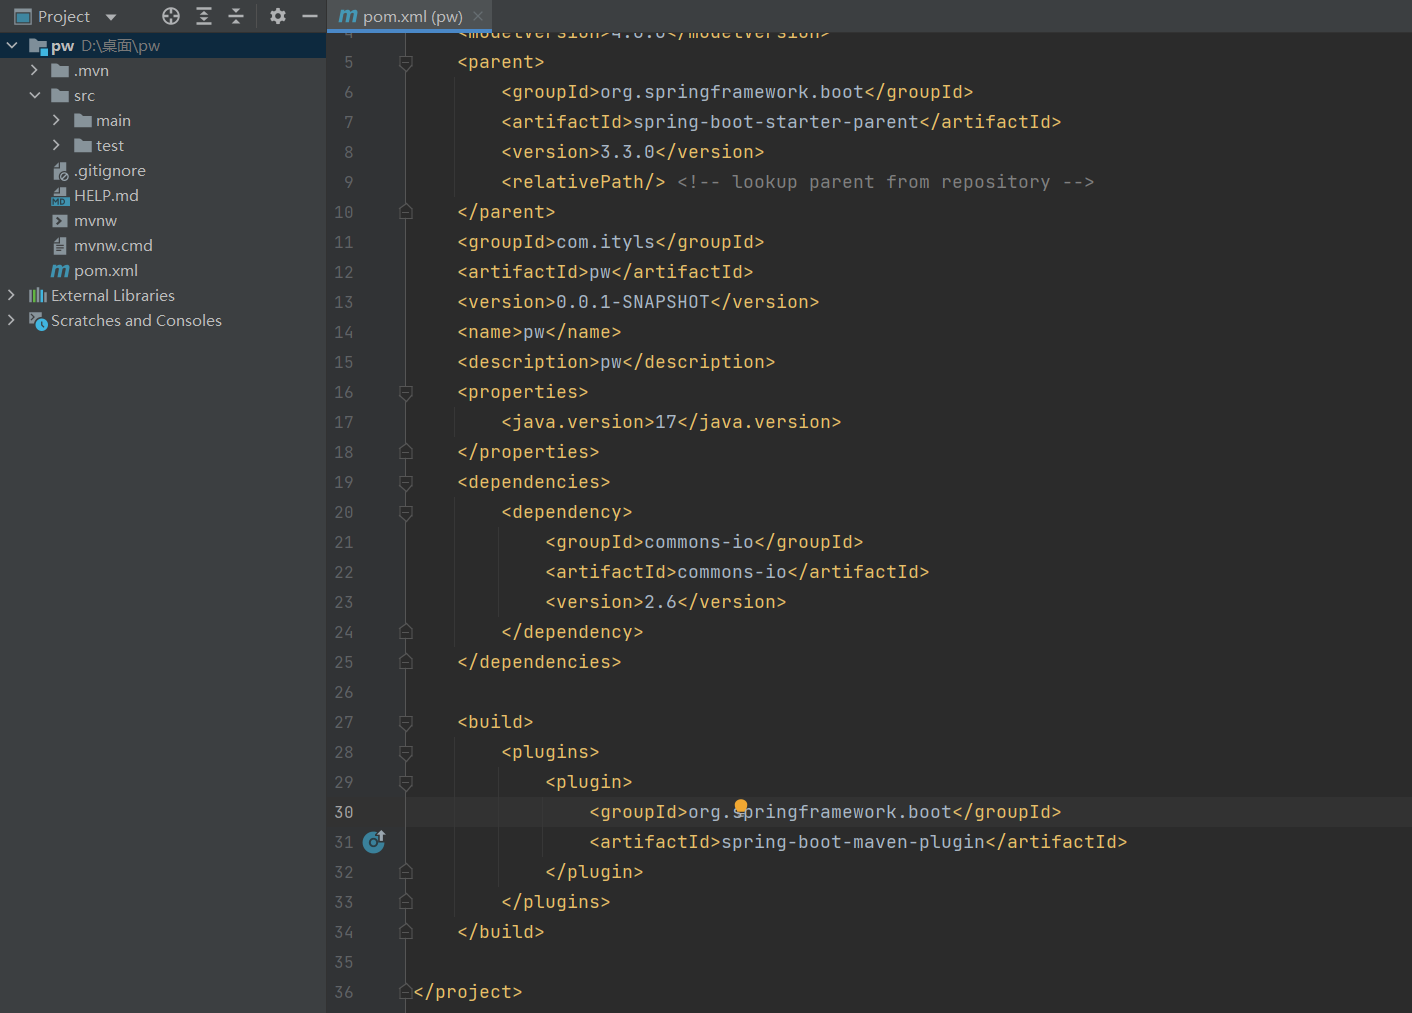 Project
pom.xml (pw)
pw D:\桌面\pw
.mvn
src
main
test
.gitignore
HELP.md
mvnw
mvnw.cmd
pom.xml
External Libraries
Scratches and Consoles
4 <modelVersion>4.0.0</modelVersion>
5 <parent>
6 <groupId>org.springframework.boot</groupId>
7 <artifactId>spring-boot-starter-parent</artifactId>
8 <version>3.3.0</version>
9 <relativePath/> <!-- lookup parent from repository -->
10 </parent>
11 <groupId>com.ityls</groupId>
12 <artifactId>pw</artifactId>
13 <version>0.0.1-SNAPSHOT</version>
14 <name>pw</name>
15 <description>pw</description>
16 <properties>
17 <java.version>17</java.version>
18 </properties>
19 <dependencies>
20 <dependency>
21 <groupId>commons-io</groupId>
22 <artifactId>commons-io</artifactId>
23 <version>2.6</version>
24 </dependency>
25 </dependencies>
26
27 <build>
28 <plugins>
29 <plugin>
30 <groupId>org.springframework.boot</groupId>
31 <artifactId>spring-boot-maven-plugin</artifactId>
32 </plugin>
33 </plugins>
34 </build>
35
36 </project>